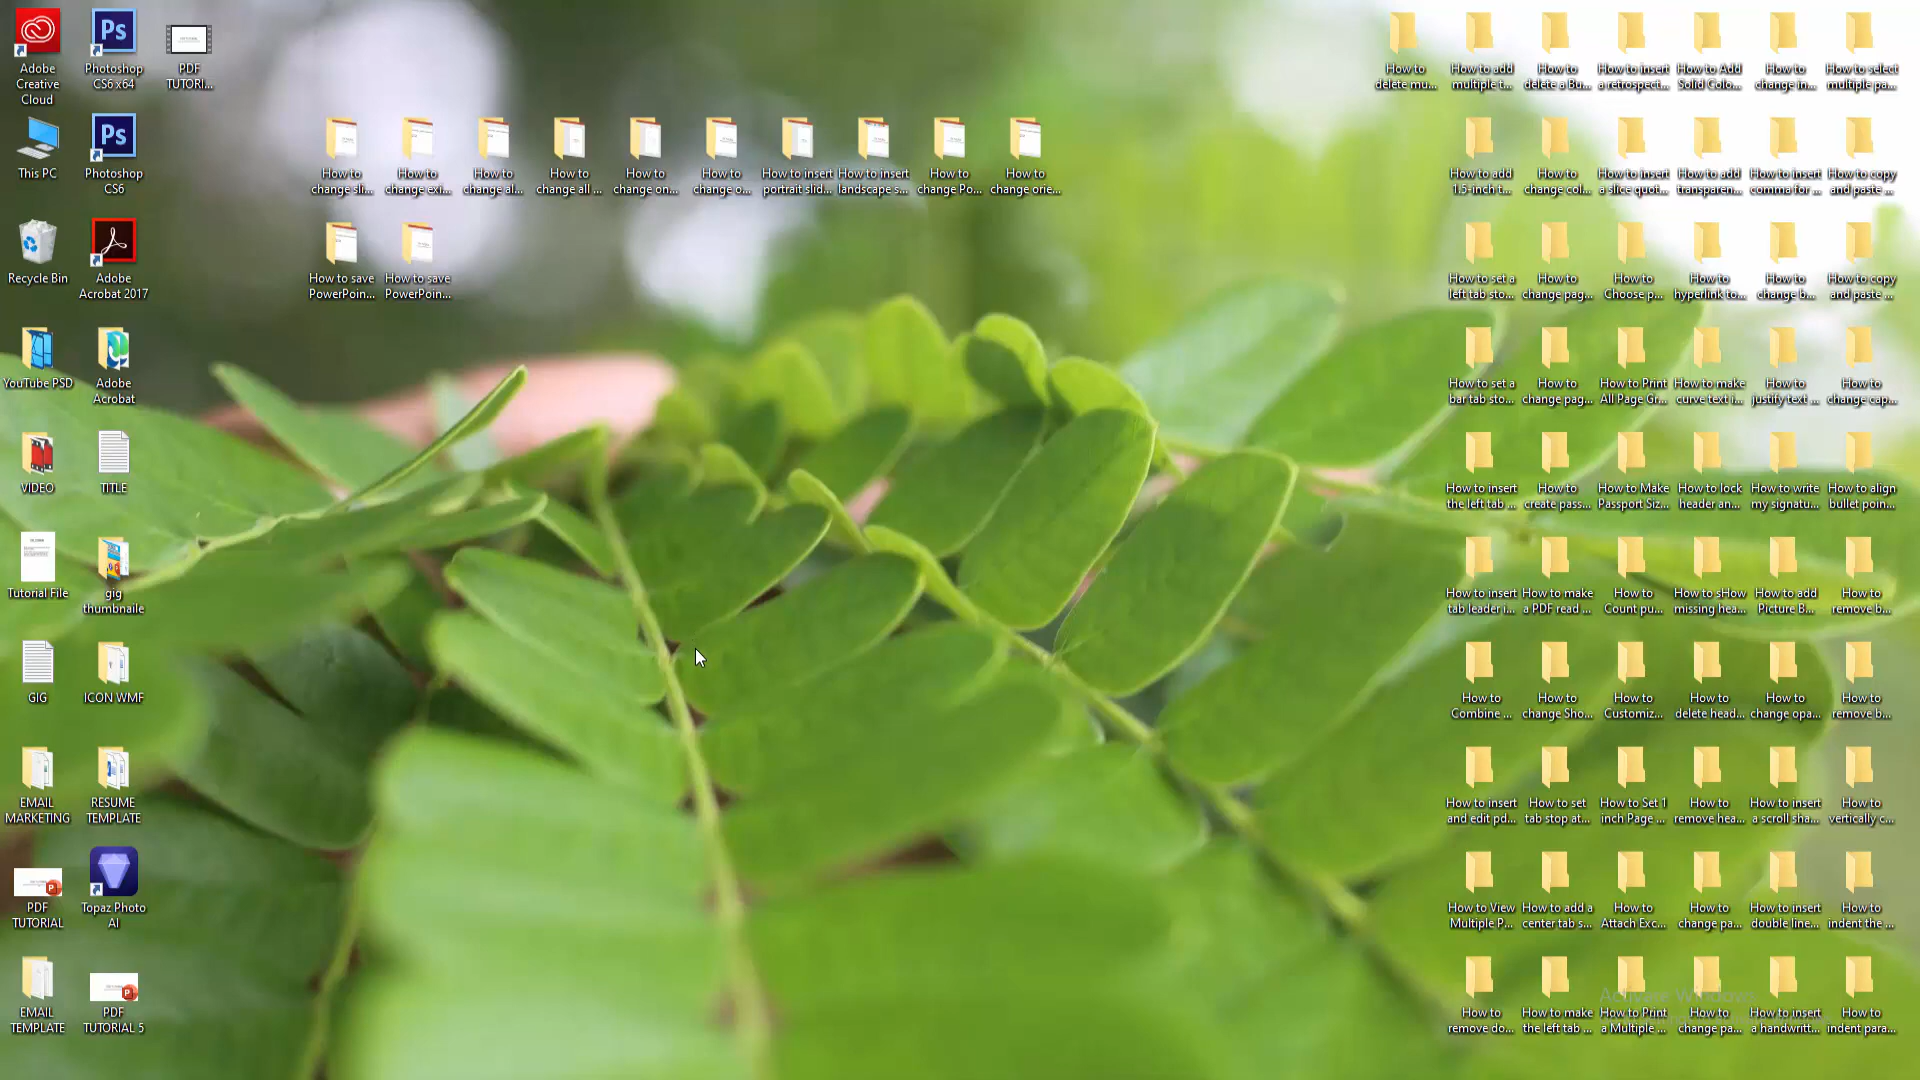 Adobe
Creative
Cloud
Photoshop
CS6 x64
PDF
TUTORI...
This PC
Photoshop
CS6
Recycle Bin
Adobe
Acrobat 2017
YouTube PSD
Adobe
Acrobat
VIDEO
TITLE
Tutorial File
gig
thumbnaile
GIG
ICON WMF
EMAIL
MARKETING
RESUME
TEMPLATE
PDF
TUTORIAL
Topaz Photo
AI
EMAIL
TEMPLATE
PDF
TUTORIAL 5
How to
change sli...
How to
change exi...
How to
change al...
How to
change all ...
How to
change on...
How to
change o...
How to insert
portrait slid...
How to insert
landscape s...
How to
change Po...
How to
change orie...
How to save
PowerPoin...
How to save
PowerPoin...
How to
delete mu...
How to add
multiple t...
How to
delete a Bu...
How to insert
a retrospect...
How to Add
Solid Colo...
How to
change in...
How to select
multiple pa...
How to add
1.5-inch t...
How to
change col...
How to insert
a slice quot...
How to add
transparen...
How to insert
comma for ...
How to copy
and paste ...
How to set a
left tab sto...
How to
change pag...
How to
Choose p...
How to
hyperlink to...
How to
change b...
How to copy
and paste ...
How to set a
bar tab sto...
How to
change pag...
How to Print
All Page Gr...
How to make
curve text i...
How to
justify text ...
How to
change cap...
How to insert
the left tab ...
How to
create pass...
How to Make
Passport Siz...
How to lock
header an...
How to write
my signatu...
How to align
bullet poin...
How to insert
tab leader i...
How to make
a PDF read ...
How to
Count pu...
How to sHow
missing hea...
How to add
Picture B...
How to
remove b...
How to
Combine ...
How to
change Sho...
How to
Customiz...
How to
delete head...
How to
change opa...
How to
remove b...
How to insert
and edit pd...
How to set
tab stop at...
How to Set 1
inch Page ...
How to
remove hea...
How to insert
a scroll sha...
How to
vertically c...
How to View
Multiple P...
How to add a
center tab s...
How to
Attach Exc...
How to
change pa...
How to insert
double line...
How to
indent the ...
How to
remove do...
How to make
the left tab ...
How to Print
a Multiple ...
How to
change pa...
How to insert
a handwritt...
How to
indent para...
Activate Windows